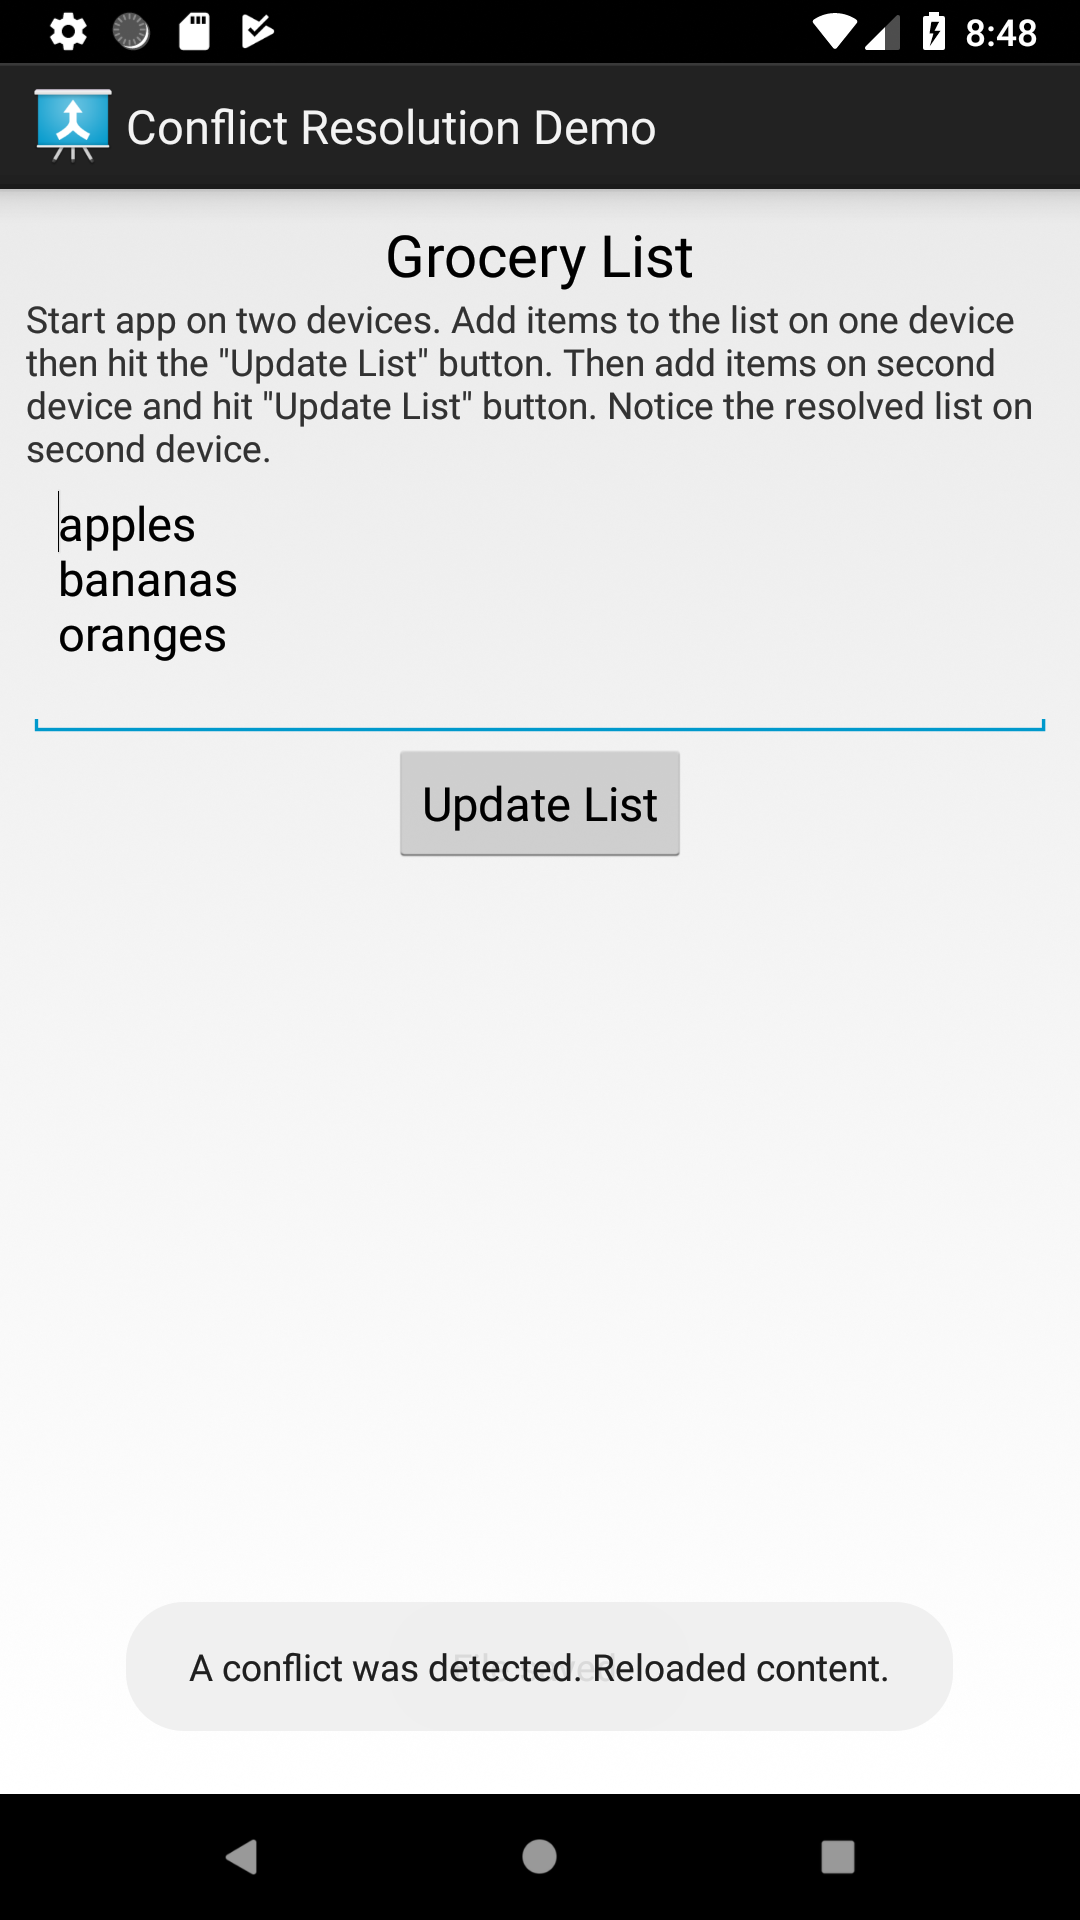 8:48
Conflict Resolution Demo
Grocery List
Start app on two devices. Add items to the list on one device
then hit the "Update List" button. Then add items on second
device and hit "Update List" button. Notice the resolved list on
second device.
apples
bananas
oranges
Update List
A conflict was detected. Reloaded content.